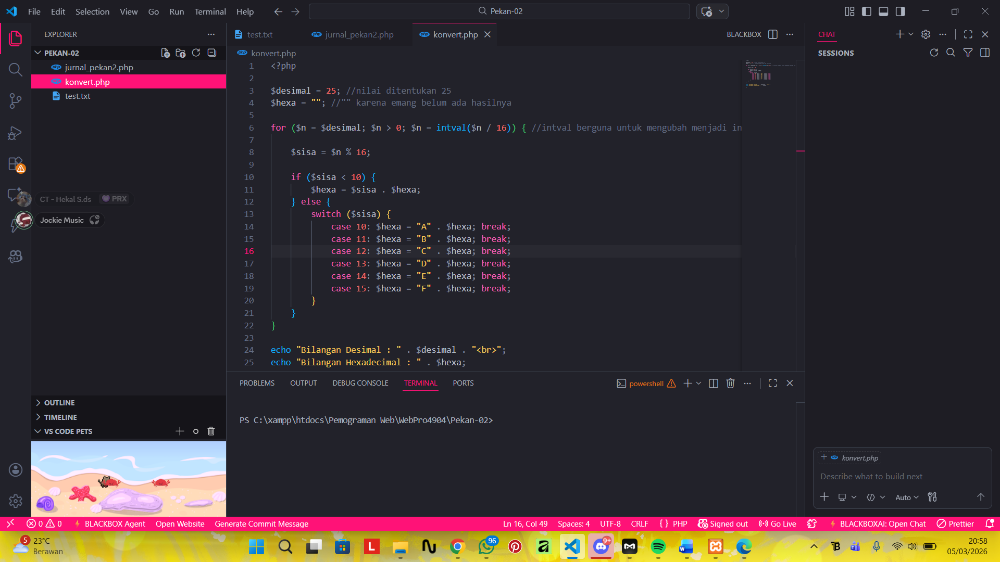 File Edit Selection View Go Run Terminal Help
Pekan-02
EXPLORER
PEKAN-02
jurnal_pekan2.php
konvert.php
test.txt
CT - Hekal S.ds PRX
Jockie Music
OUTLINE
TIMELINE
VS CODE PETS
test.txt jurnal_pekan2.php konvert.php
BLACKBOX
konvert.php
1 <?php
2
3 $desimal = 25; //nilai ditentukan 25
4 $hexa = ""; //"" karena emang belum ada hasilnya
5
6 for ($n = $desimal; $n > 0; $n = intval($n / 16)) { //intval berguna untuk mengubah menjadi in
7
8 $sisa = $n % 16;
9
10 if ($sisa < 10) {
11 $hexa = $sisa . $hexa;
12 } else {
13 switch ($sisa) {
14 case 10: $hexa = "A" . $hexa; break;
15 case 11: $hexa = "B" . $hexa; break;
16 case 12: $hexa = "C" . $hexa; break;
17 case 13: $hexa = "D" . $hexa; break;
18 case 14: $hexa = "E" . $hexa; break;
19 case 15: $hexa = "F" . $hexa; break;
20 }
21 }
22 }
23
24 echo "Bilangan Desimal : " . $desimal . "<br>";
25 echo "Bilangan Hexadecimal : " . $hexa;
PROBLEMS OUTPUT DEBUG CONSOLE TERMINAL PORTS
powershell
PS C:\xampp\htdocs\Pemograman Web\WebPro4904\Pekan-02>
CHAT
SESSIONS
konvert.php
Describe what to build next
Auto
0 0 BLACKBOX Agent Open Website Generate Commit Message
Ln 16, Col 49 Spaces: 4 UTF-8 CRLF { } PHP Signed out Go Live BLACKBOXAI: Open Chat Prettier
5
23°C
Berawan
L
96
9+
20:58
05/03/2026